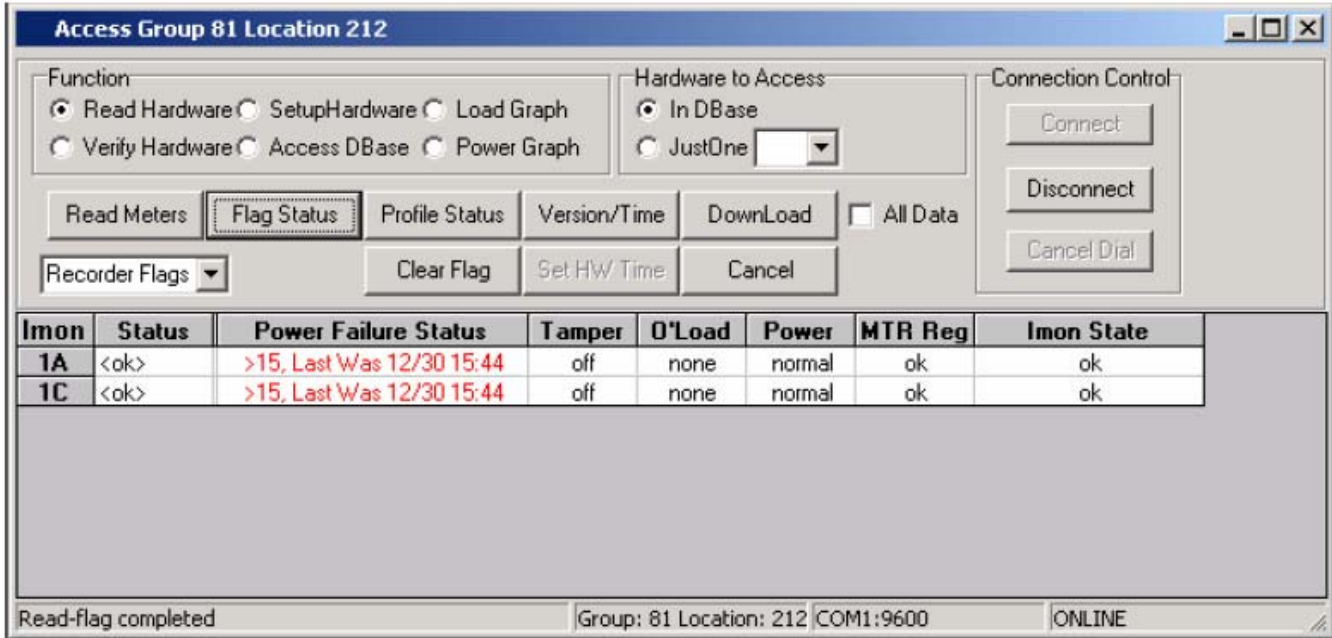 Access Group 81 Location 212
Function Hardware to Access Connection Control
Read Hardware SetupHardware Load Graph In DBase Connect
Verify Hardware Access DBase Power Graph JustOne
Disconnect
Read Meters Flag Status Profile Status Version/Time DownLoad All Data
Cancel Dial
Recorder Flags Clear Flag Set HW Time Cancel
Imon Status Power Failure Status Tamper O'Load Power MTR Reg Imon State
1A <ok> >15, Last Was 12/30 15:44 off none normal ok ok
1C <ok> >15, Last Was 12/30 15:44 off none normal ok ok
Read-flag completed Group: 81 Location: 212 COM1:9600 ONLINE